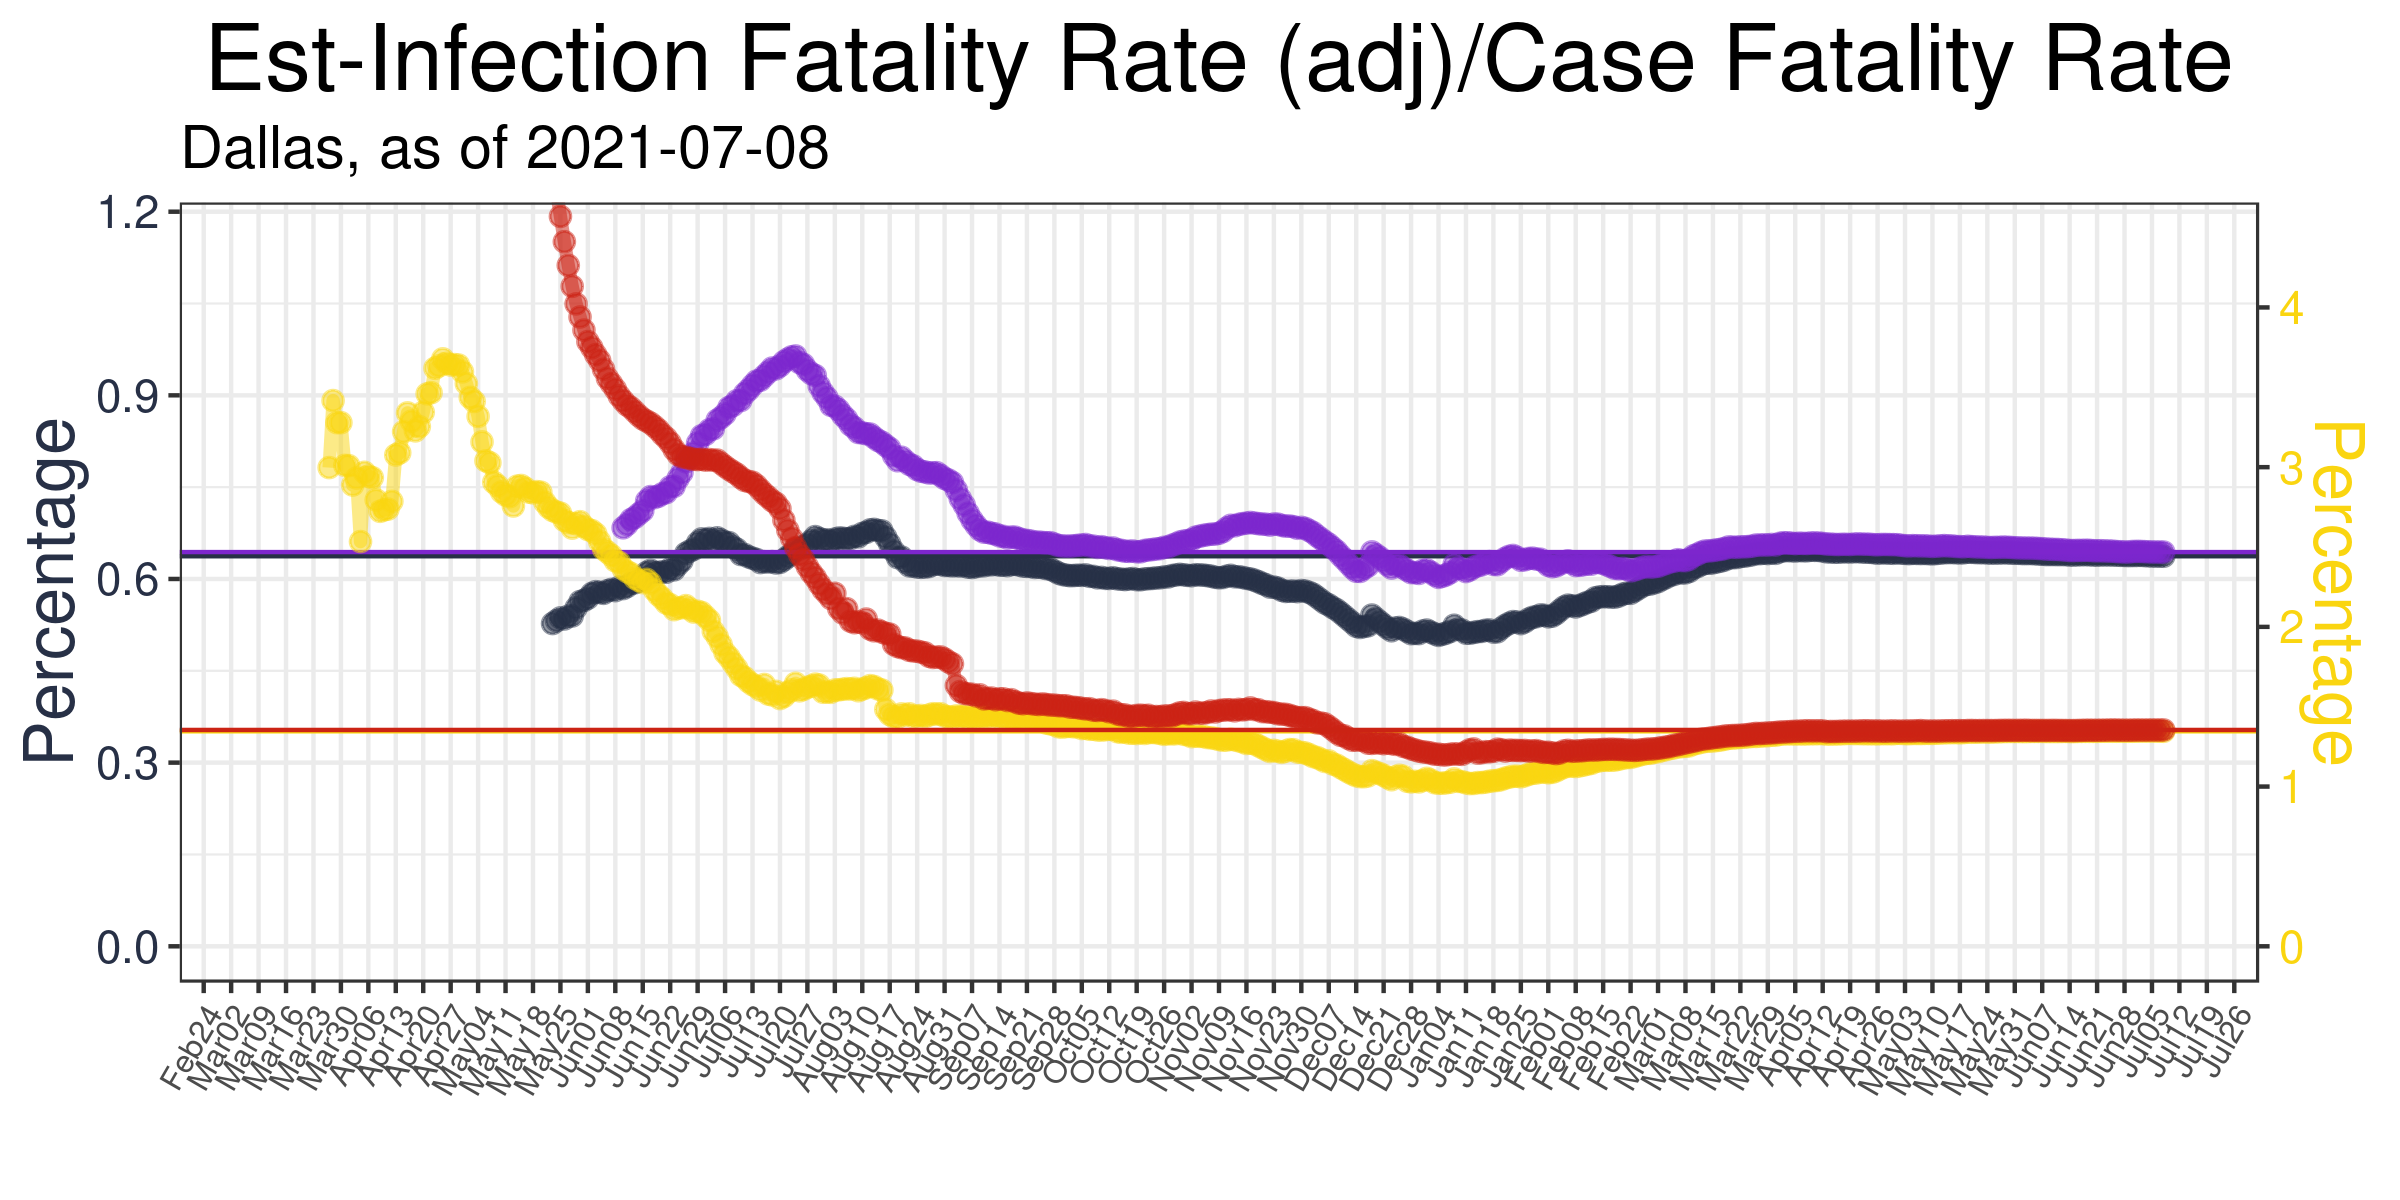 Est-Infection Fatality Rate (adj)/Case Fatality Rate
Dallas, as of 2021-07-08
Percentage
1.2
0.9
0.6
0.3
0.0
4
3
2
1
0
Percentage
Feb24
Mar02
Mar09
Mar16
Mar23
Mar30
Apr06
Apr13
Apr20
Apr27
May04
May11
May18
May25
Jun01
Jun08
Jun15
Jun22
Jun29
Jul06
Jul13
Jul20
Jul27
Aug03
Aug10
Aug17
Aug24
Aug31
Sep07
Sep14
Sep21
Sep28
Oct05
Oct12
Oct19
Oct26
Nov02
Nov09
Nov16
Nov23
Nov30
Dec07
Dec14
Dec21
Dec28
Jan04
Jan11
Jan18
Jan25
Feb01
Feb08
Feb15
Feb22
Mar01
Mar08
Mar15
Mar22
Mar29
Apr05
Apr12
Apr19
Apr26
May03
May10
May17
May24
May31
Jun07
Jun14
Jun21
Jun28
Jul05
Jul12
Jul19
Jul26